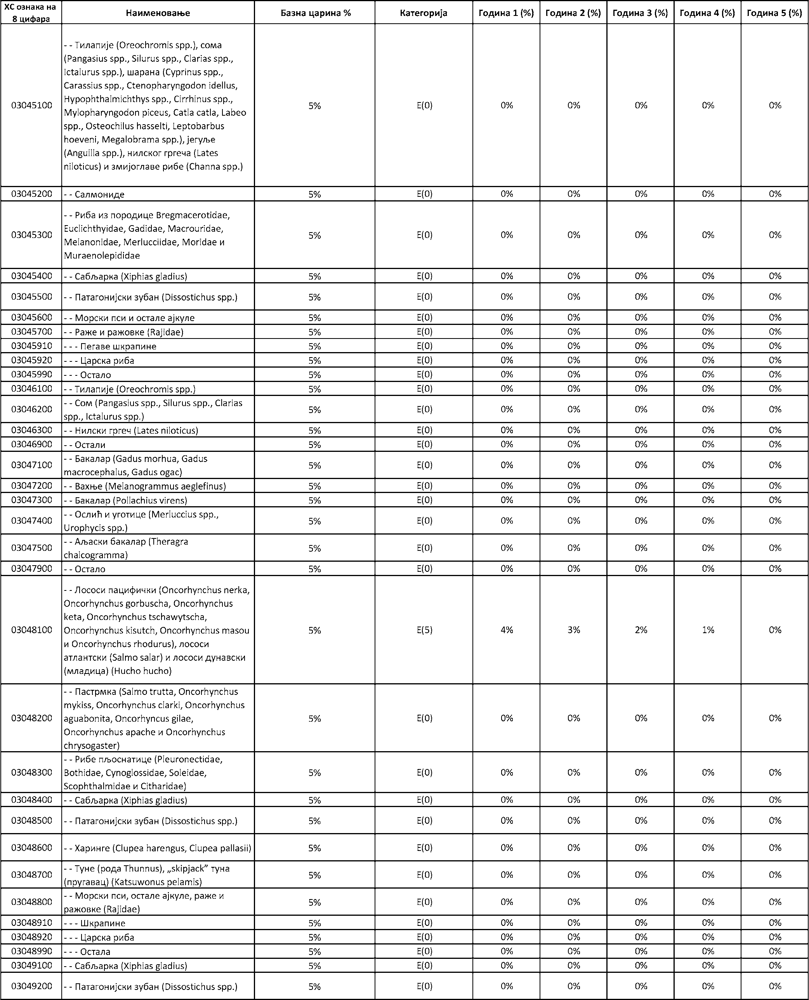 ХС ознака на
8 цифара
Наименовање
Базна царина %
Категорија
Година 1 (%)
Година 2 (%)
Година 3 (%)
Година 4 (%)
Година 5 (%)
03045100
- - Тилапије (Oreochromis spp.), сома
(Pangasius spp., Silurus spp., Clarias spp.,
Ictalurus spp.), шарана (Cyprinus spp.,
Carassius spp., Ctenopharyngodon idellus,
Hypophthalmichthys spp., Cirrhinus spp.,
Mylopharyngodon piceus, Catla catla, Labeo
spp., Osteochilus hasselti, Leptobarbus
hoeveni, Megalobrama spp.), јегуље
(Anguilla spp.), нилског гргеча (Lates
niloticus) и змијоглаве рибе (Channa spp.)
5% E(0) 0% 0% 0% 0% 0%
03045200 - - Салмониде 5% E(0) 0% 0% 0% 0% 0%
03045300
- - Риба из породице Bregmacerotidae,
Euclichthyidae, Gadidae, Macrouridae,
Melanonidae, Merlucciidae, Moridae и
Muraenolepididae
5% E(0) 0% 0% 0% 0% 0%
03045400 - - Сабљарка (Xiphias gladius) 5% E(0) 0% 0% 0% 0% 0%
03045500 - - Патагонијски зубан (Dissostichus spp.) 5% E(0) 0% 0% 0% 0% 0%
03045600 - - Морски пси и остале ајкуле 5% E(0) 0% 0% 0% 0% 0%
03045700 - - Раже и ражовке (Rajidae) 5% E(0) 0% 0% 0% 0% 0%
03045910 - - - Пегаве шкрапине 5% E(0) 0% 0% 0% 0% 0%
03045920 - - - Царска риба 5% E(0) 0% 0% 0% 0% 0%
03045990 - - - Остало 5% E(0) 0% 0% 0% 0% 0%
03046100 - - Тилапије (Oreochromis spp.) 5% E(0) 0% 0% 0% 0% 0%
03046200
- - Сом (Pangasius spp., Silurus spp., Clarias
spp., Ictalurus spp.)
5% E(0) 0% 0% 0% 0% 0%
03046300 - - Нилски гргеч (Lates niloticus) 5% E(0) 0% 0% 0% 0% 0%
03046900 - - Остали 5% E(0) 0% 0% 0% 0% 0%
03047100
- - Бакалар (Gadus morhua, Gadus
macrocephalus, Gadus ogac)
5% E(0) 0% 0% 0% 0% 0%
03047200 - - Вахње (Melanogrammus aeglefinus) 5% E(0) 0% 0% 0% 0% 0%
03047300 - - Бакалар (Pollachius virens) 5% E(0) 0% 0% 0% 0% 0%
03047400
- - Ослић и уготице (Merluccius spp.,
Urophycis spp.)
5% E(0) 0% 0% 0% 0% 0%
03047500
- - Аљаски бакалар (Theragra
chalcogramma)
5% E(0) 0% 0% 0% 0% 0%
03047900 - - Остало 5% E(0) 0% 0% 0% 0% 0%
03048100
- - Лососи пацифички (Oncorhynchus nerka,
Oncorhynchus gorbuscha, Oncorhynchus
keta, Oncorhynchus tschawytscha,
Oncorhynchus kisutch, Oncorhynchus masou
и Oncorhynchus rhodurus), лососи
атлантски (Salmo salar) и лососи дунавски
(младица) (Hucho hucho)
5% E(5) 4% 3% 2% 1% 0%
03048200
- - Пастрмка (Salmo trutta, Oncorhynchus
mykiss, Oncorhynchus clarki, Oncorhynchus
aguabonita, Oncorhyncus gilae,
Oncorhynchus apache и Oncorhynchus
chrysogaster)
5% E(0) 0% 0% 0% 0% 0%
03048300
- - Рибе пљоснатице (Pleuronectidae,
Bothidae, Cynoglossidae, Soleidae,
Scophthalmidae и Citharidae)
5% E(0) 0% 0% 0% 0% 0%
03048400 - - Сабљарка (Xiphias gladius) 5% E(0) 0% 0% 0% 0% 0%
03048500 - - Патагонијски зубан (Dissostichus spp.) 5% E(0) 0% 0% 0% 0% 0%
03048600 - - Харинге (Clupea harengus, Clupea pallasii) 5% E(0) 0% 0% 0% 0% 0%
03048700
- - Туне (рода Thunnus), „skipjack” туна
(пругавац) (Katsuwonus pelamis)
5% E(0) 0% 0% 0% 0% 0%
03048800
- - Морски пси, остале ајкуле, раже и
ражовке (Rajidae)
5% E(0) 0% 0% 0% 0% 0%
03048910 - - - Шкрапине 5% E(0) 0% 0% 0% 0% 0%
03048920 - - - Царска риба 5% E(0) 0% 0% 0% 0% 0%
03048990 - - - Остала 5% E(0) 0% 0% 0% 0% 0%
03049100 - - Сабљарка (Xiphias gladius) 5% E(0) 0% 0% 0% 0% 0%
03049200 - - Патагонијски зубан (Dissostichus spp.) 5% E(0) 0% 0% 0% 0% 0%